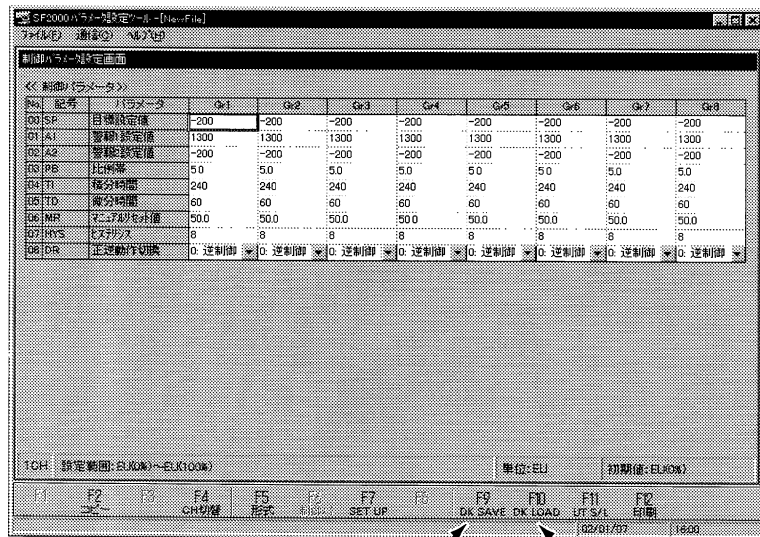 SF2000パラメータ設定ツール -[NewFile]
ファイル(F) 通信(C) ヘルプ(H)
制御パラメータ設定画面
<< 制御パラメータ >>
No. 記号 パラメータ Gr1 Gr2 Gr3 Gr4 Gr5 Gr6 Gr7 Gr8
00 SP 目標設定値 -200 -200 -200 -200 -200 -200 -200 -200
01 A1 警報1設定値 1300 1300 1300 1300 1300 1300 1300 1300
02 A2 警報2設定値 -200 -200 -200 -200 -200 -200 -200 -200
03 PB 比例帯 5.0 5.0 5.0 5.0 5.0 5.0 5.0 5.0
04 TI 積分時間 240 240 240 240 240 240 240 240
05 TD 微分時間 60 60 60 60 60 60 60 60
06 MR マニュアルリセット値 50.0 50.0 50.0 50.0 50.0 50.0 50.0 50.0
07 HYS ヒステリシス 8 8 8 8 8 8 8 8
08 DR 正逆動作切換 0: 逆制御 0: 逆制御 0: 逆制御 0: 逆制御 0: 逆制御 0: 逆制御 0: 逆制御 0: 逆制御
1CH 設定範囲: EU(0%)～EU(100%) 単位: EU 初期値: EU(0%)
F1 F2 F3 F4 F5 F6 F7 F8 F9 F10 F11 F12
コピー CH切替 形式 SET UP DK SAVE DK LOAD UT S/L 印刷
02/01/07 16:00